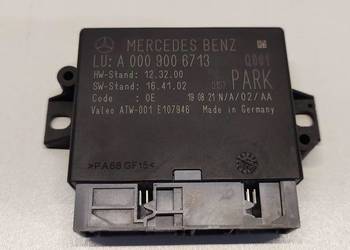 MERCEDES BENZ
LU: A 000 900 6713 Q001
HW-Stand: 12.32.00
SW-Stand: 16.41.02 PARK
Code : 0E 19 08 21 N/A/02/AA
Valeo ATW-001 E107946
Made in Germany
>PA66 GF15<